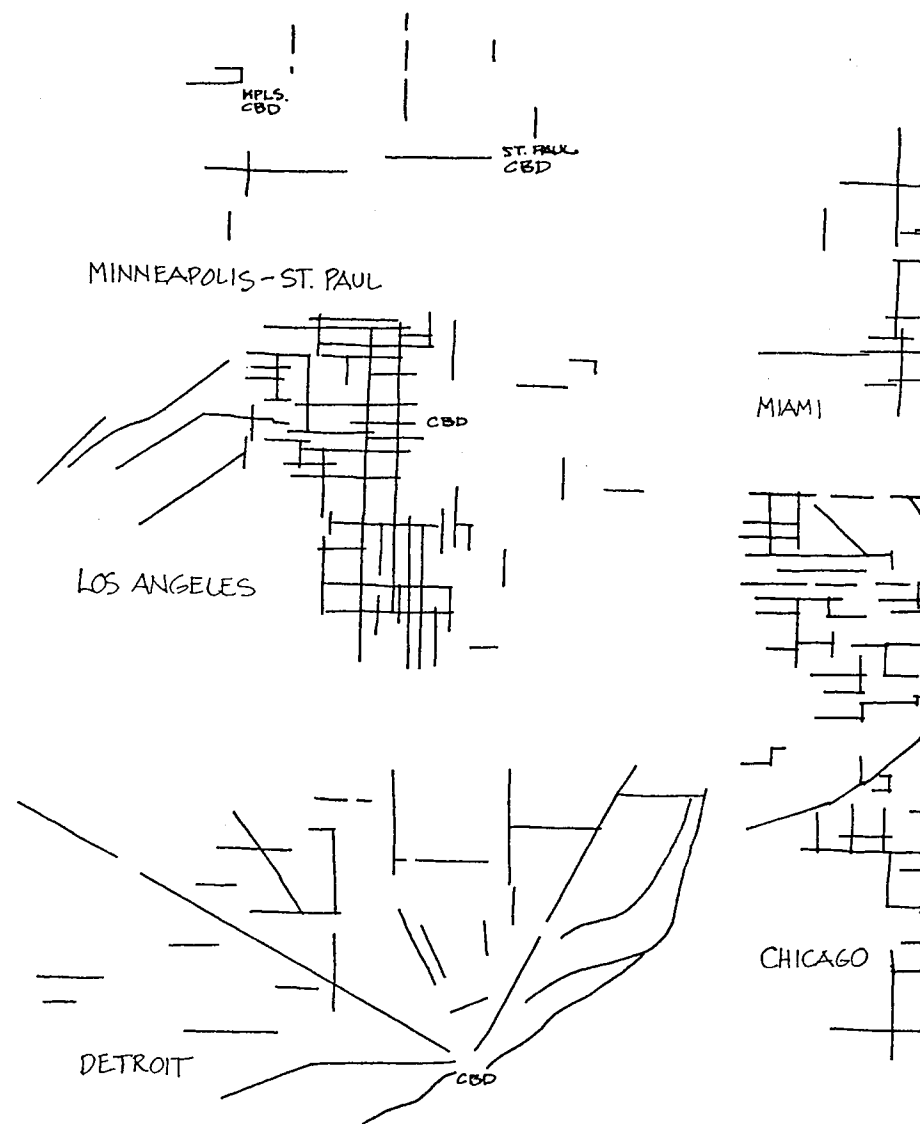 MPLS.
CBD
ST. PAUL
CBD
MINNEAPOLIS-ST. PAUL
MIAMI
CBD
LOS ANGELES
CHICAGO
DETROIT
CBD